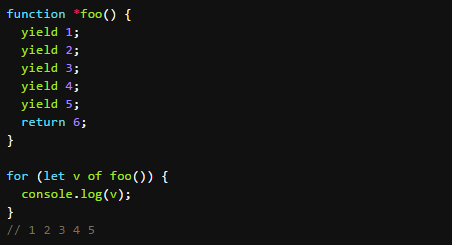 function *foo() {
  yield 1;
  yield 2;
  yield 3;
  yield 4;
  yield 5;
  return 6;
}

for (let v of foo()) {
  console.log(v);
}
// 1 2 3 4 5